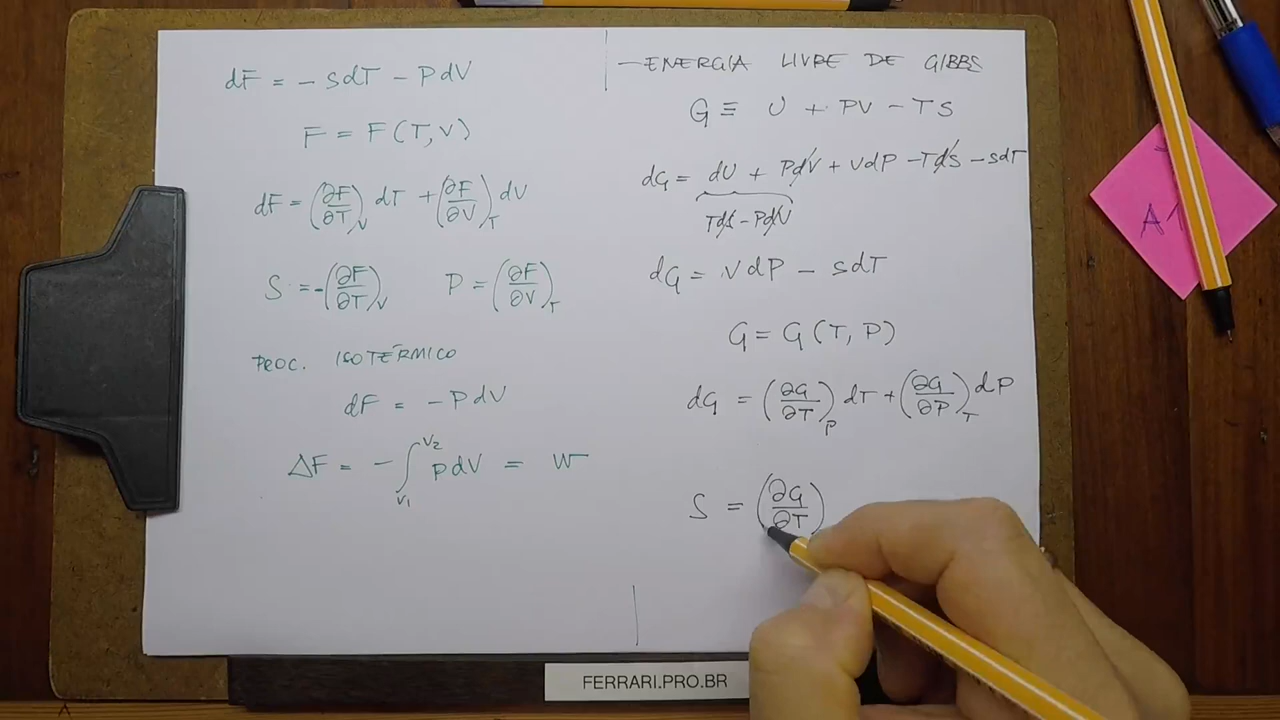 dF = - SdT - PdV
F = F(T,V)
dF = (∂F/∂T)_V dT + (∂F/∂V)_T dV
S = -(∂F/∂T)_V P = (∂F/∂V)_T
PROC. ISOTÉRMICO
dF = - PdV
ΔF = - ∫_{V1}^{V2} PdV = W
- ENERGIA LIVRE DE GIBBS
G ≡ U + PV - TS
dG = dU + PdV + VdP - TdS - SdT
TdS - PdV
dG = VdP - SdT
G = G(T, P)
dG = (∂G/∂T)_P dT + (∂G/∂P)_T dP
S = (∂G/∂T)
FERRARI.PRO.BR